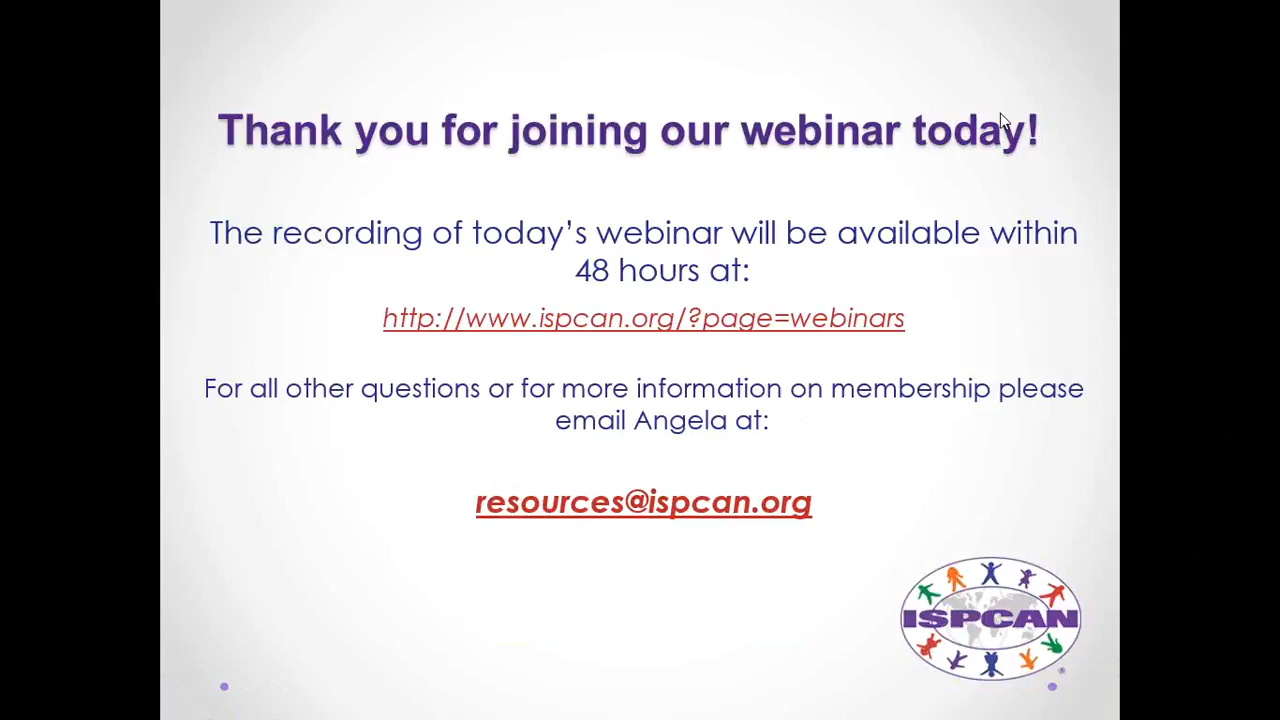 Thank you for joining our webinar today!
The recording of today’s webinar will be available within
48 hours at:
http://www.ispcan.org/?page=webinars
For all other questions or for more information on membership please
email Angela at:
resources@ispcan.org
ISPCAN
®